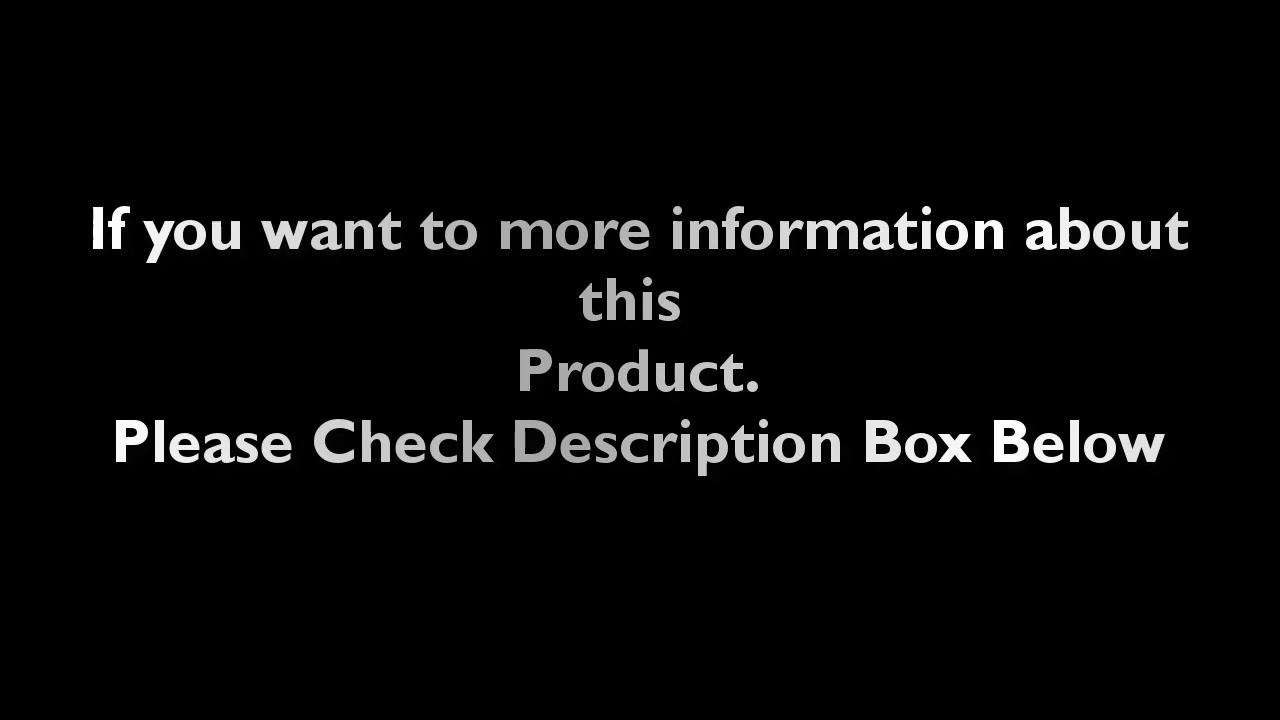 If you want to more information about
this
Product.
Please Check Description Box Below